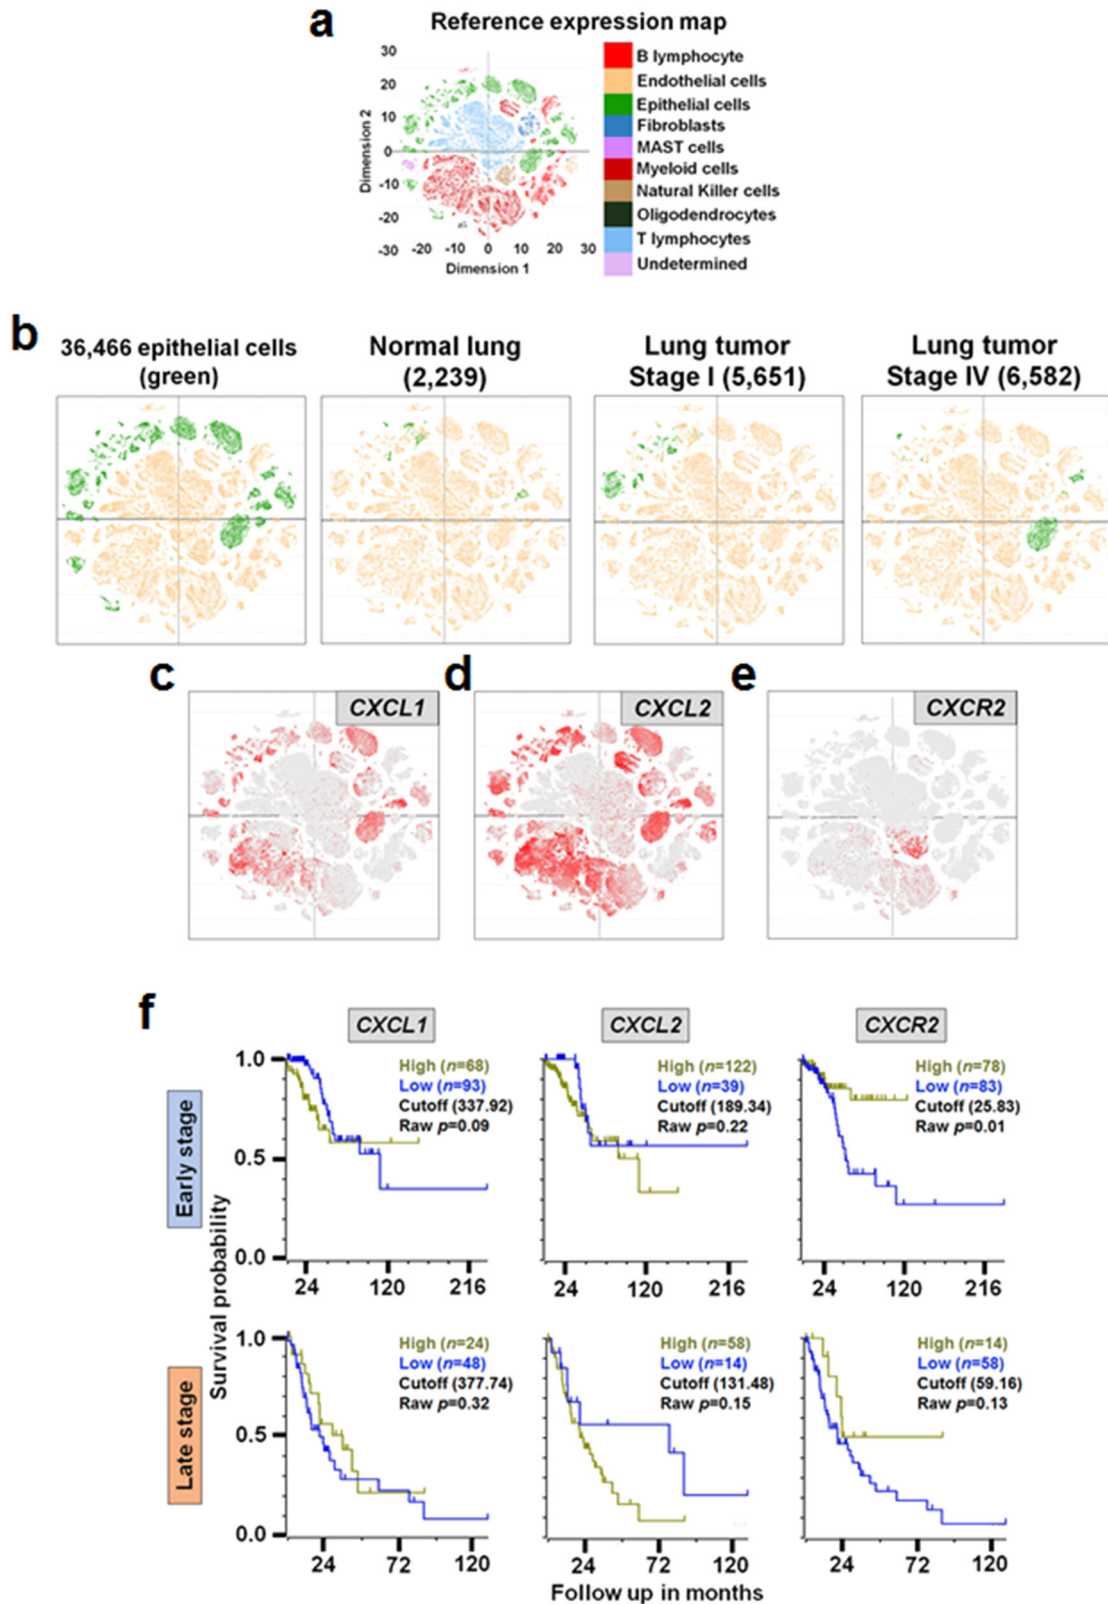 a
Reference expression map
30
20
10
0
-10
-20
-30
-20
-10
0
10
20
30
Dimension 2
Dimension 1
B lymphocyte
Endothelial cells
Epithelial cells
Fibroblasts
MAST cells
Myeloid cells
Natural Killer cells
Oligodendrocytes
T lymphocytes
Undetermined
b
36,466 epithelial cells
(green)
Normal lung
(2,239)
Lung tumor
Stage I (5,651)
Lung tumor
Stage IV (6,582)
c
CXCL1
d
CXCL2
e
CXCR2
f
CXCL1
CXCL2
CXCR2
Early stage
Survival probability
1.0
0.5
0.0
High (n=68)
Low (n=93)
Cutoff (337.92)
Raw p=0.09
24 120 216
High (n=122)
Low (n=39)
Cutoff (189.34)
Raw p=0.22
24 120 216
High (n=78)
Low (n=83)
Cutoff (25.83)
Raw p=0.01
24 120 216
Late stage
1.0
0.5
0.0
High (n=24)
Low (n=48)
Cutoff (377.74)
Raw p=0.32
24 72 120
High (n=58)
Low (n=14)
Cutoff (131.48)
Raw p=0.15
24 72 120
High (n=14)
Low (n=58)
Cutoff (59.16)
Raw p=0.13
24 72 120
Follow up in months